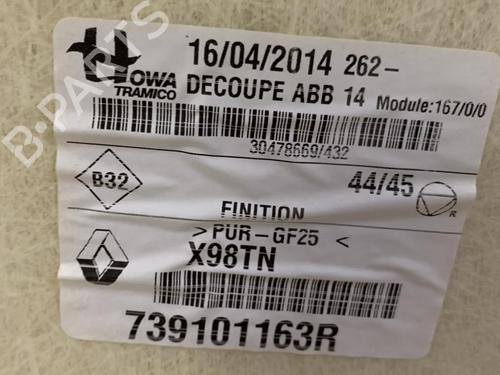 HOWA
TRAMICO
16/04/2014 262-
DECOUPE ABB 14 Module:167/0/0
30478669/432
B32
44/45
R
FINITION
>PUR-GF25<
X98TN
739101163R
B-PARTS